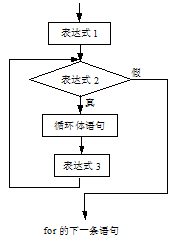 表达式 1
表达式 2
假
真
循环体语句
表达式 3
for 的下一条语句